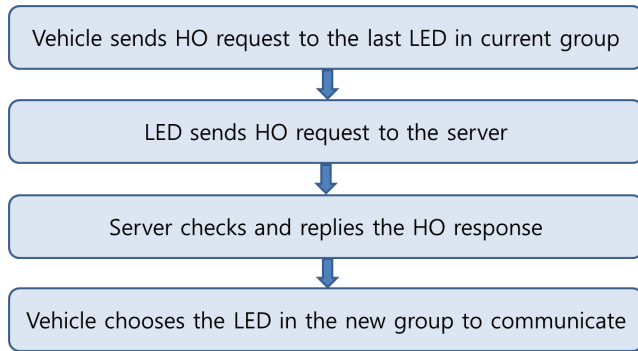 Vehicle sends HO request to the last LED in current group
LED sends HO request to the server
Server checks and replies the HO response
Vehicle chooses the LED in the new group to communicate